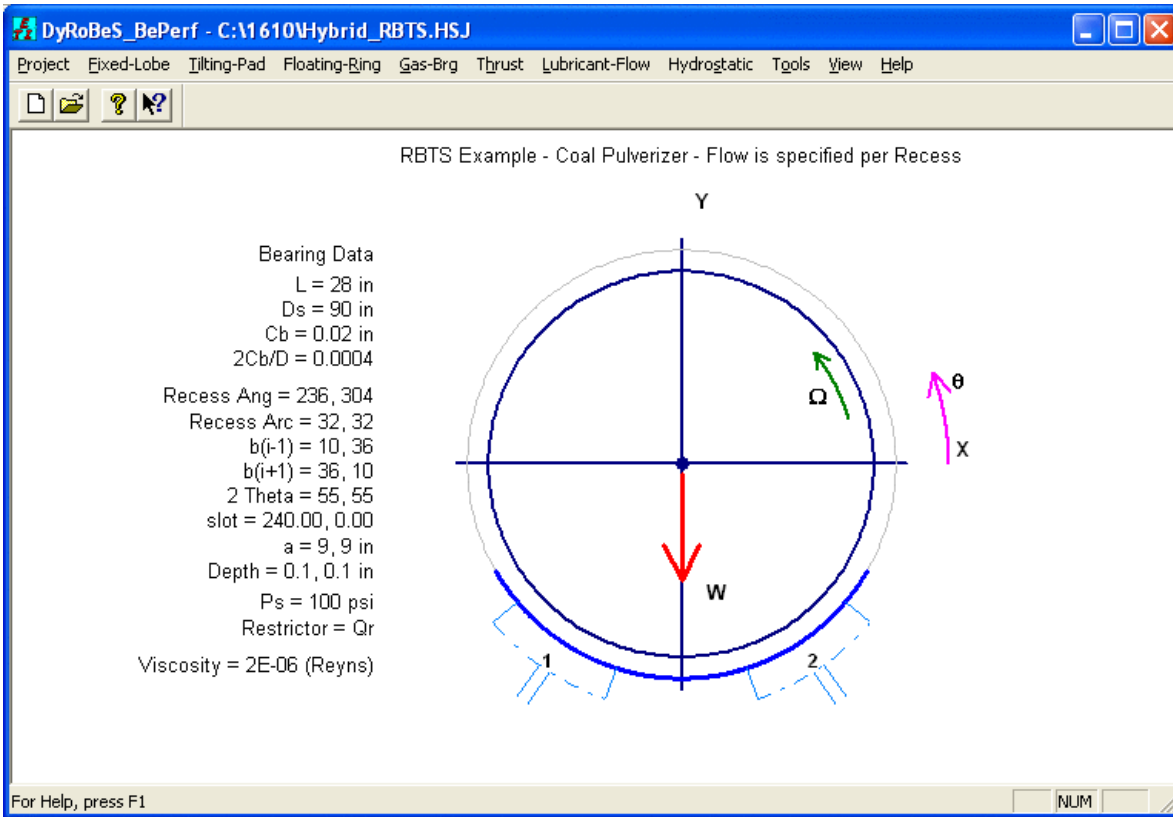 DyRoBeS_BePerf - C:\1610\Hybrid_RBTS.HSJ
Project Fixed-Lobe Tilting-Pad Floating-Ring Gas-Brg Thrust Lubricant-Flow Hydrostatic Tools View Help
RBTS Example - Coal Pulverizer - Flow is specified per Recess
Y
Bearing Data
L = 28 in
Ds = 90 in
Cb = 0.02 in
2Cb/D = 0.0004
Recess Ang = 236, 304
Recess Arc = 32, 32
b(i-1) = 10, 36
b(i+1) = 36, 10
2 Theta = 55, 55
slot = 240.00, 0.00
a = 9, 9 in
Depth = 0.1, 0.1 in
Ps = 100 psi
Restrictor = Qr
Viscosity = 2E-06 (Reyns)
Ω
θ
X
W
1
2
For Help, press F1
NUM